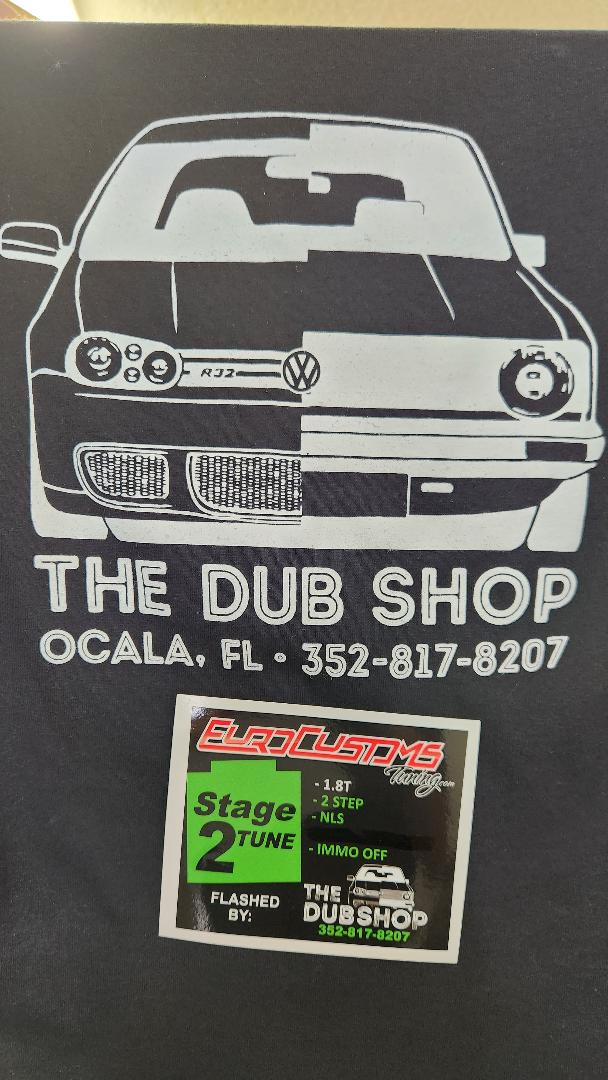 R32
THE DUB SHOP
OCALA, FL • 352-817-8207
EUROCUSTOMS
Tuning.com
Stage
2 TUNE
- 1.8T
- 2 STEP
- NLS
- IMMO OFF
FLASHED
BY:
THE
DUBSHOP
352-817-8207